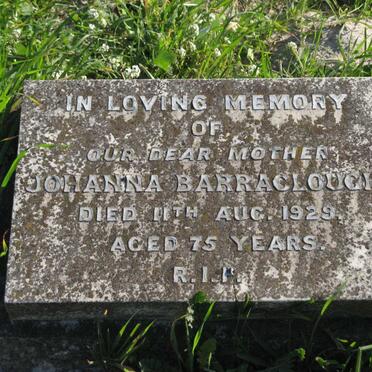 IN LOVING MEMORY
OF
OUR DEAR MOTHER
JOHANNA BARRACLOUGH
DIED 11TH AUG. 1929.
AGED 75 YEARS.
R.I.P.